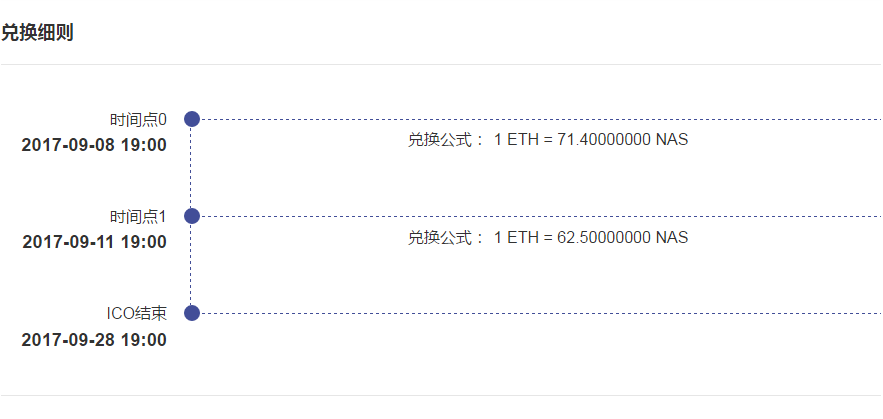 兑换细则
时间点0
2017-09-08 19:00
兑换公式： 1 ETH = 71.40000000 NAS
时间点1
2017-09-11 19:00
兑换公式： 1 ETH = 62.50000000 NAS
ICO结束
2017-09-28 19:00